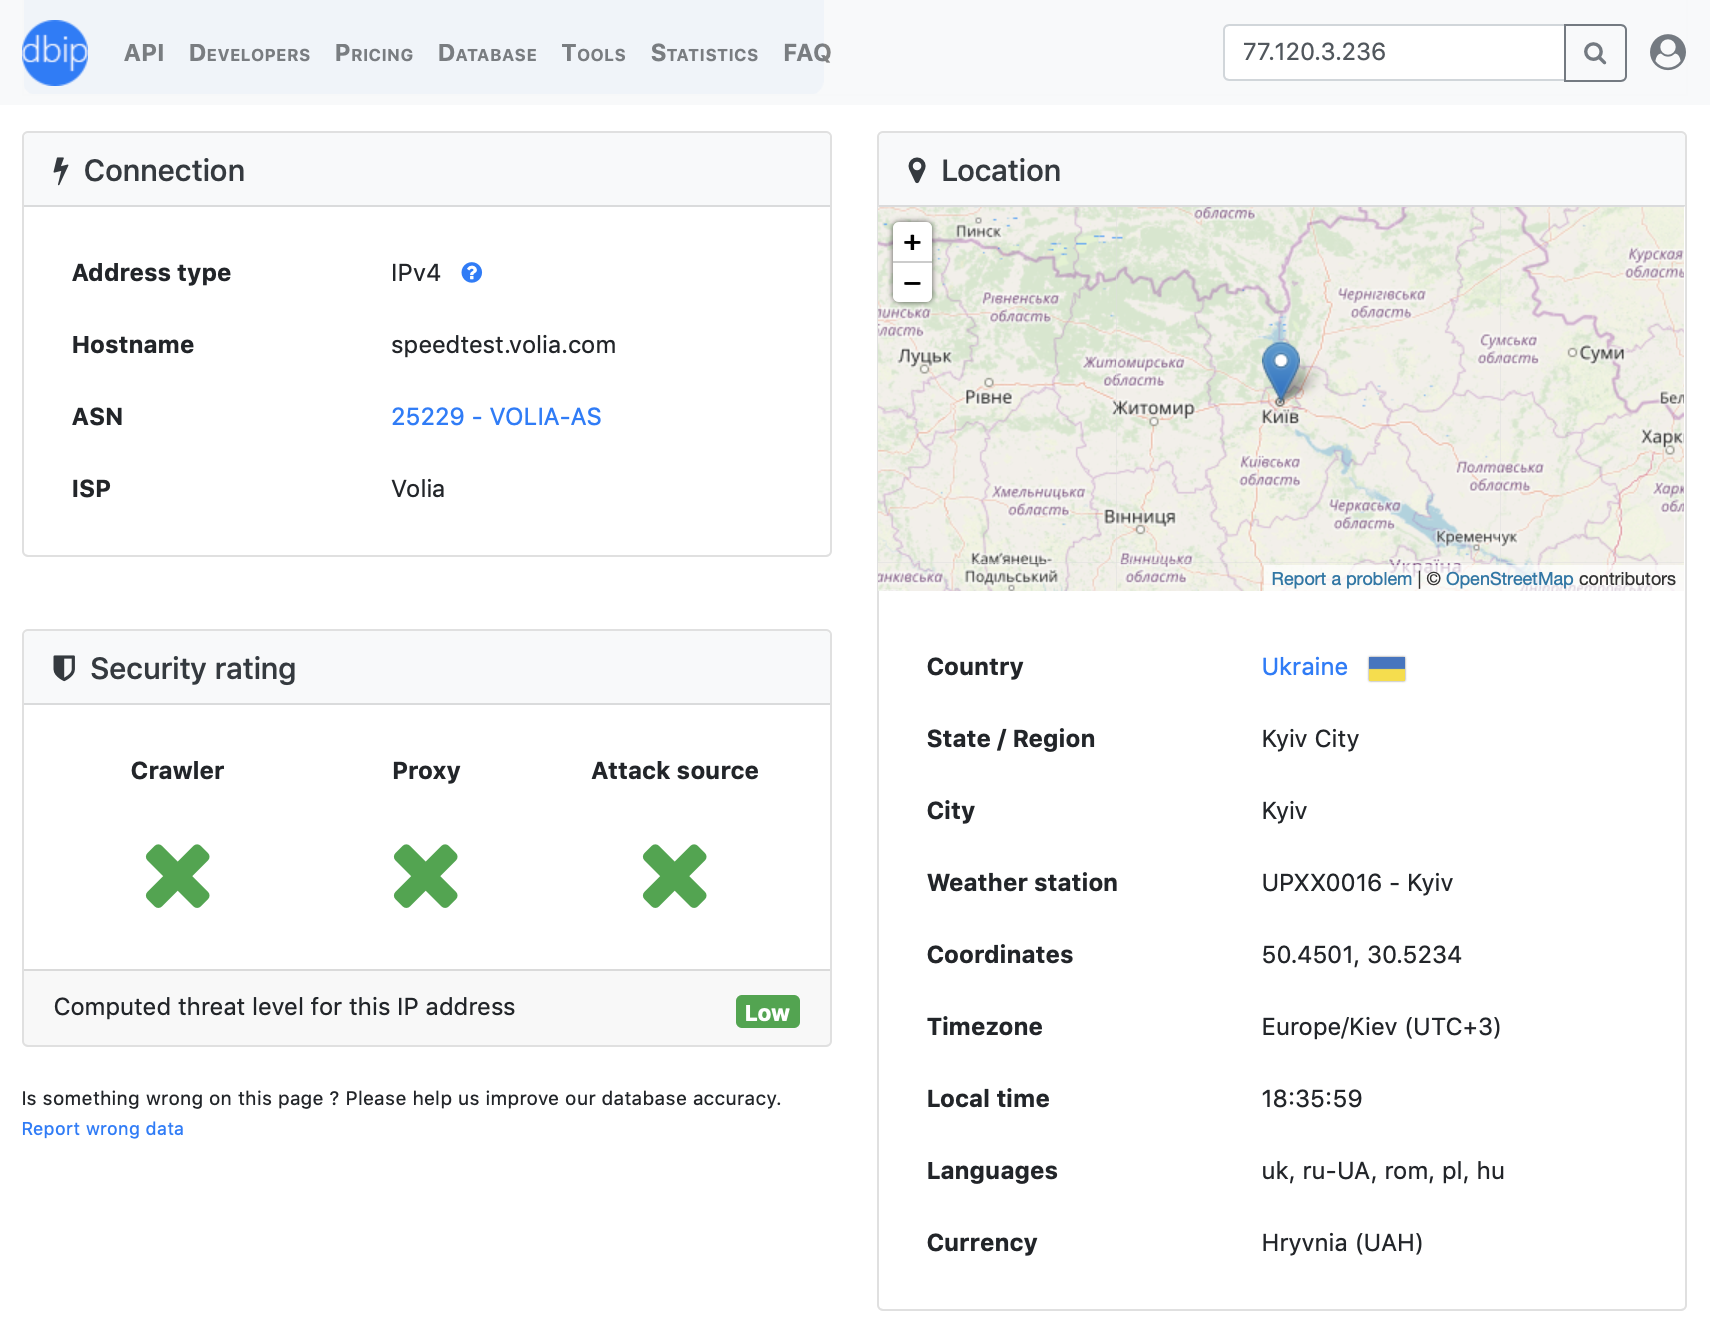 dbip
API Developers Pricing Database Tools Statistics FAQ
77.120.3.236
Connection
Address type IPv4 ?
Hostname speedtest.volia.com
ASN 25229 - VOLIA-AS
ISP Volia
Security rating
Crawler Proxy Attack source
Computed threat level for this IP address Low
Is something wrong on this page ? Please help us improve our database accuracy.
Report wrong data
Location
+
−
область
Пинск
Курская
область
Рівненська
область
Чернігівська
область
инська
ласть
Сумська
область
Суми
Луцьк
Житомирська
область
Рівне
Житомир
Київ
Бел
Харк
Київська
область
Полтавська
область
Хмельницька
область
Вінниця
Черкаська
область
Харк
обл
Кременчук
Кам'янець-
Подільський
Вінницька
область
анківська
Україна
Report a problem | © OpenStreetMap contributors
Country Ukraine
State / Region Kyiv City
City Kyiv
Weather station UPXX0016 - Kyiv
Coordinates 50.4501, 30.5234
Timezone Europe/Kiev (UTC+3)
Local time 18:35:59
Languages uk, ru-UA, rom, pl, hu
Currency Hryvnia (UAH)